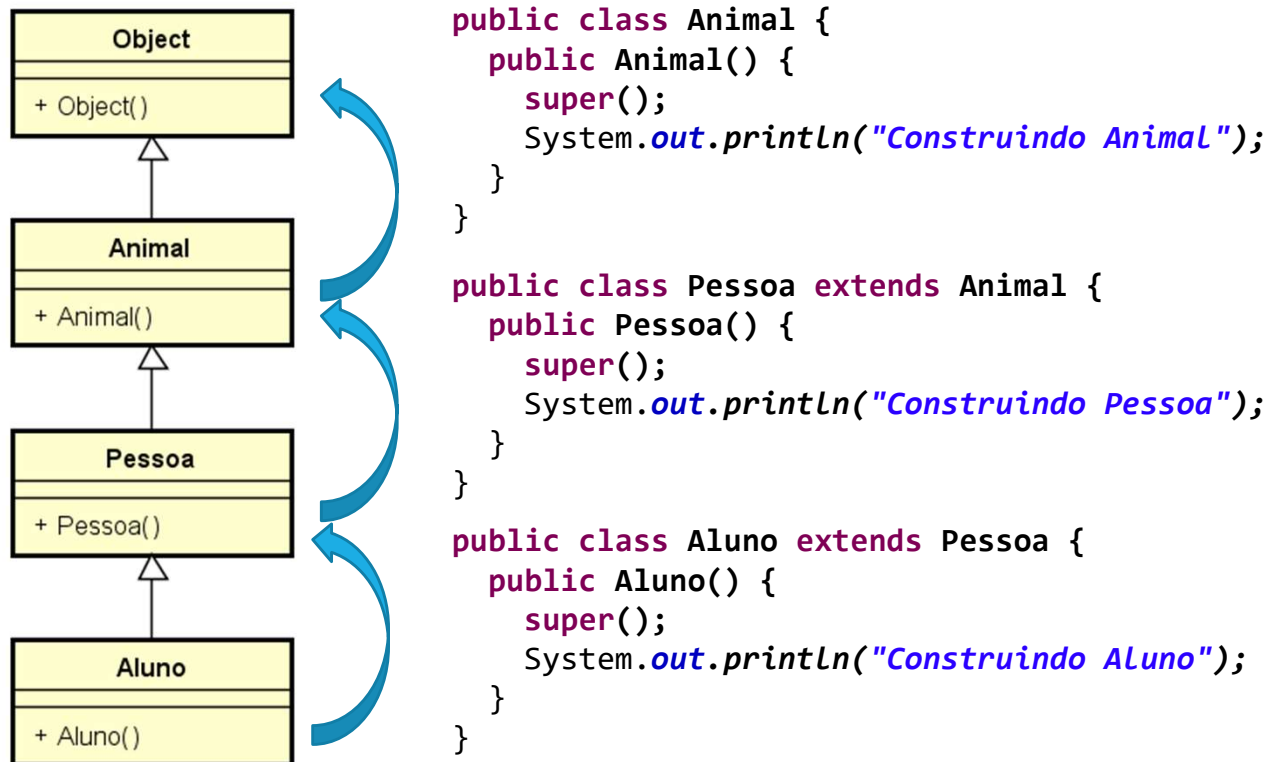 Object
+ Object()
Animal
+ Animal()
Pessoa
+ Pessoa()
Aluno
+ Aluno()
public class Animal {
public Animal() {
super();
System.out.println("Construindo Animal");
}
}
public class Pessoa extends Animal {
public Pessoa() {
super();
System.out.println("Construindo Pessoa");
}
}
public class Aluno extends Pessoa {
public Aluno() {
super();
System.out.println("Construindo Aluno");
}
}